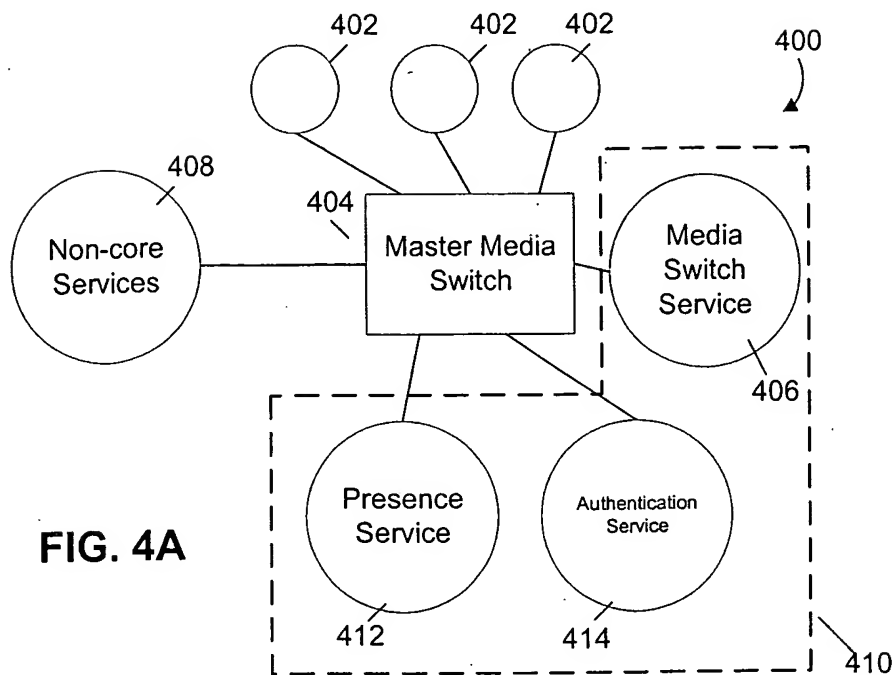 402
402
402
400
408
404
Non-core
Services
Master Media
Switch
Media
Switch
Service
406
Presence
Service
Authentication
Service
FIG. 4A
412
414
410